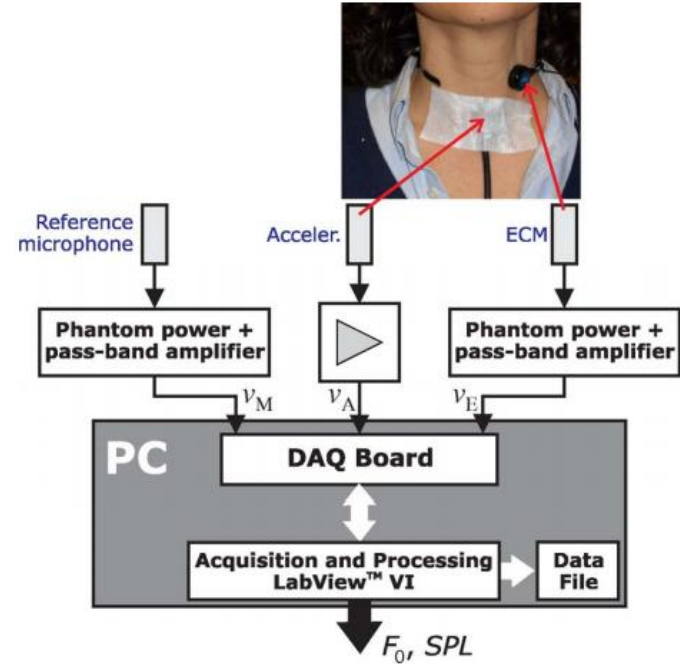 Reference
microphone
Acceler.
ECM
Phantom power +
pass-band amplifier
Phantom power +
pass-band amplifier
vM
vA
vE
PC
DAQ Board
Acquisition and Processing
LabView™ VI
Data
File
F0, SPL